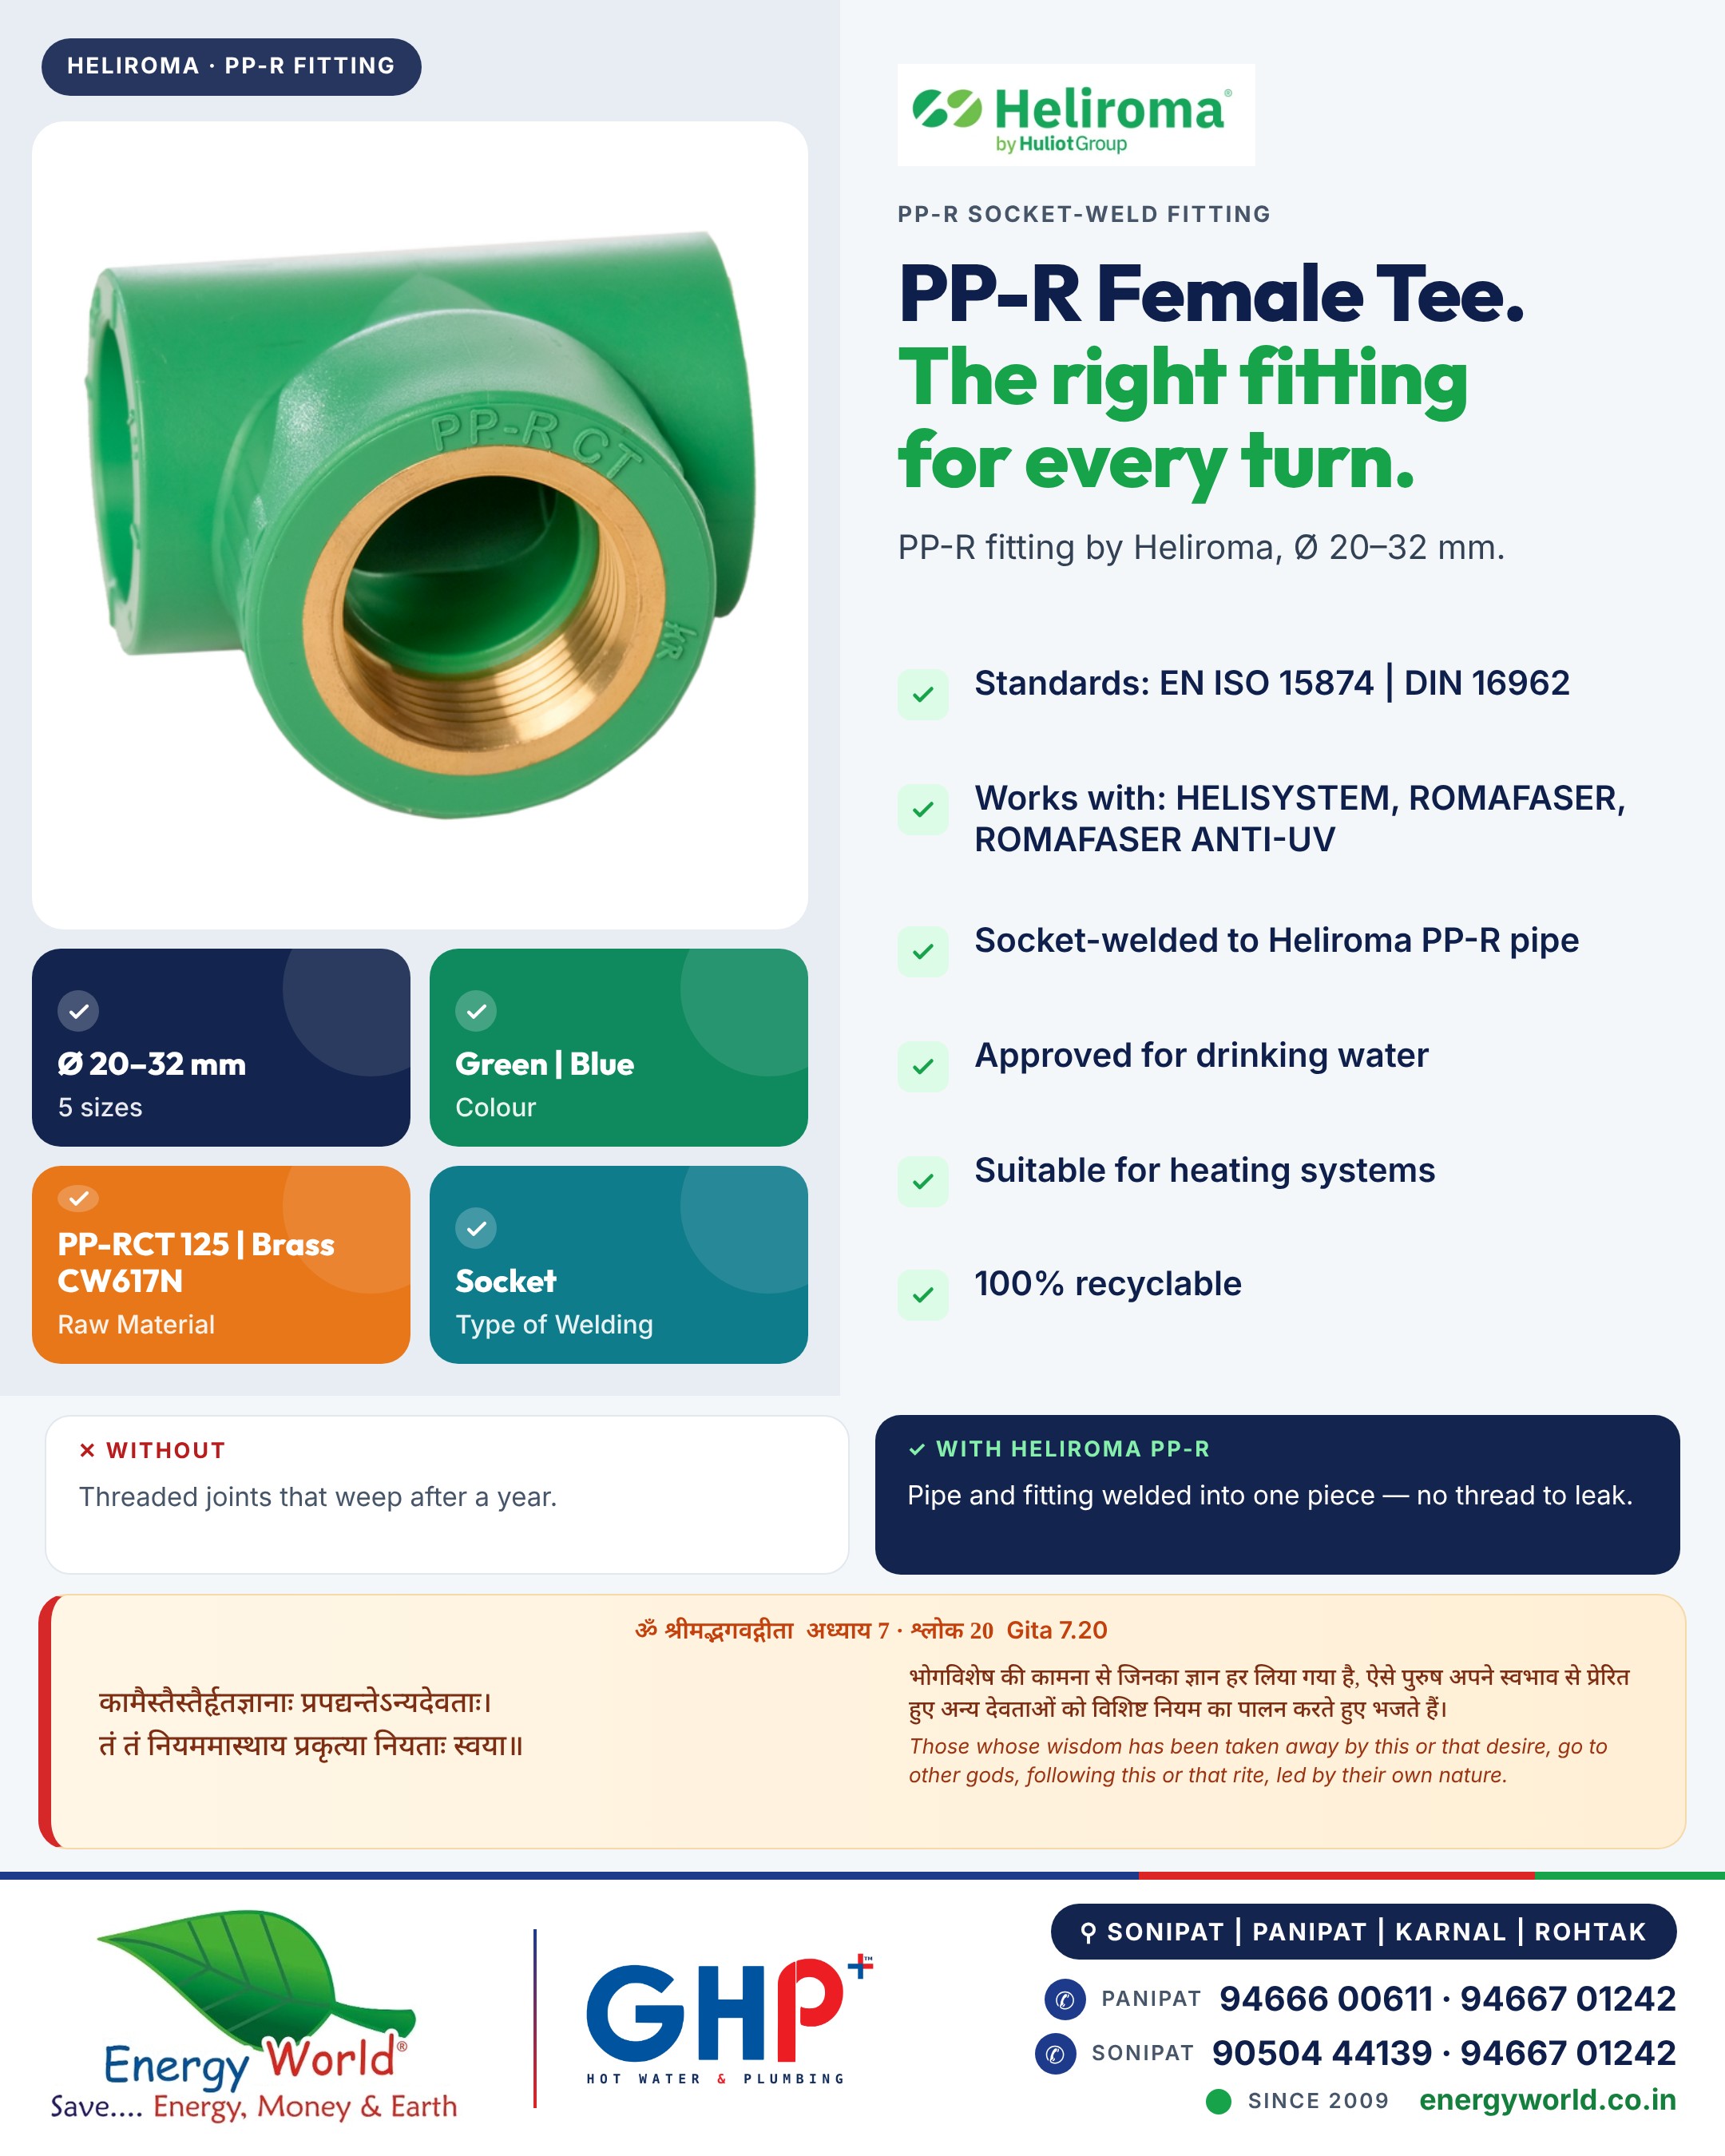 HELIROMA · PP-R FITTING
PP-R CT
KR
Ø 20–32 mm
5 sizes
Green | Blue
Colour
PP-RCT 125 | Brass
CW617N
Raw Material
Socket
Type of Welding
Heliroma®
by HuliotGroup
PP-R SOCKET-WELD FITTING
PP-R Female Tee.
The right fitting
for every turn.
PP-R fitting by Heliroma, Ø 20–32 mm.
Standards: EN ISO 15874 | DIN 16962
Works with: HELISYSTEM, ROMAFASER,
ROMAFASER ANTI-UV
Socket-welded to Heliroma PP-R pipe
Approved for drinking water
Suitable for heating systems
100% recyclable
× WITHOUT
Threaded joints that weep after a year.
✓ WITH HELIROMA PP-R
Pipe and fitting welded into one piece — no thread to leak.
ॐ श्रीमद्भगवद्गीता अध्याय 7 · श्लोक 20 Gita 7.20
कामैस्तैस्तैर्हृतज्ञानाः प्रपद्यन्तेऽन्यदेवताः।
तं तं नियममास्थाय प्रकृत्या नियताः स्वया॥
भोगविशेष की कामना से जिनका ज्ञान हर लिया गया है, ऐसे पुरुष अपने स्वभाव से प्रेरित
हुए अन्य देवताओं को विशिष्ट नियम का पालन करते हुए भजते हैं।
Those whose wisdom has been taken away by this or that desire, go to
other gods, following this or that rite, led by their own nature.
Energy World®
Save.... Energy, Money & Earth
GHP+™
HOT WATER & PLUMBING
SONIPAT | PANIPAT | KARNAL | ROHTAK
PANIPAT 94666 00611 · 94667 01242
SONIPAT 90504 44139 · 94667 01242
SINCE 2009 energyworld.co.in